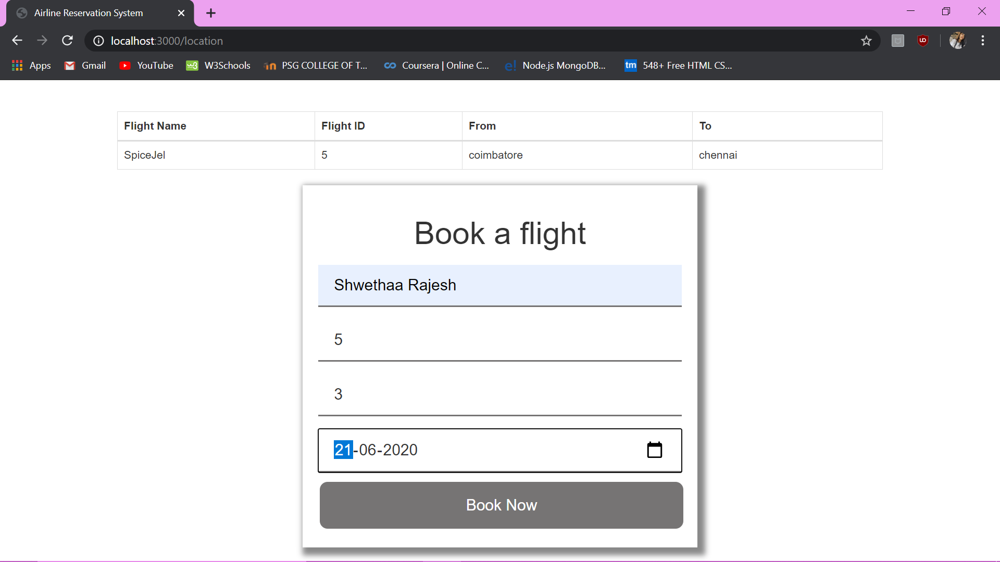 Airline Reservation System
localhost:3000/location
Apps Gmail YouTube W3Schools PSG COLLEGE OF T... Coursera | Online C... Node.js MongoDB... tm 548+ Free HTML CS...
Flight Name Flight ID From To
SpiceJel 5 coimbatore chennai
Book a flight
Shwethaa Rajesh
5
3
21-06-2020
Book Now